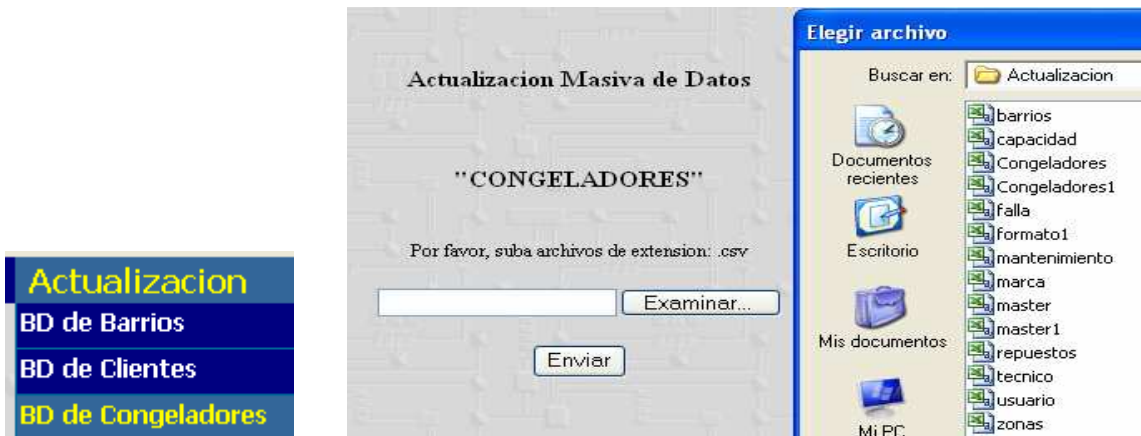 Actualizacion
BD de Barrios
BD de Clientes
BD de Congeladores
Actualizacion Masiva de Datos
"CONGELADORES"
Por favor, suba archivos de extension: .csv
Examinar...
Enviar
Elegir archivo
Buscar en: Actualizacion
Documentos
recientes
Escritorio
Mis documentos
Mi PC
barrios
capacidad
Congeladores
Congeladores1
falla
formato1
mantenimiento
marca
master
master1
repuestos
tecnico
usuario
zonas